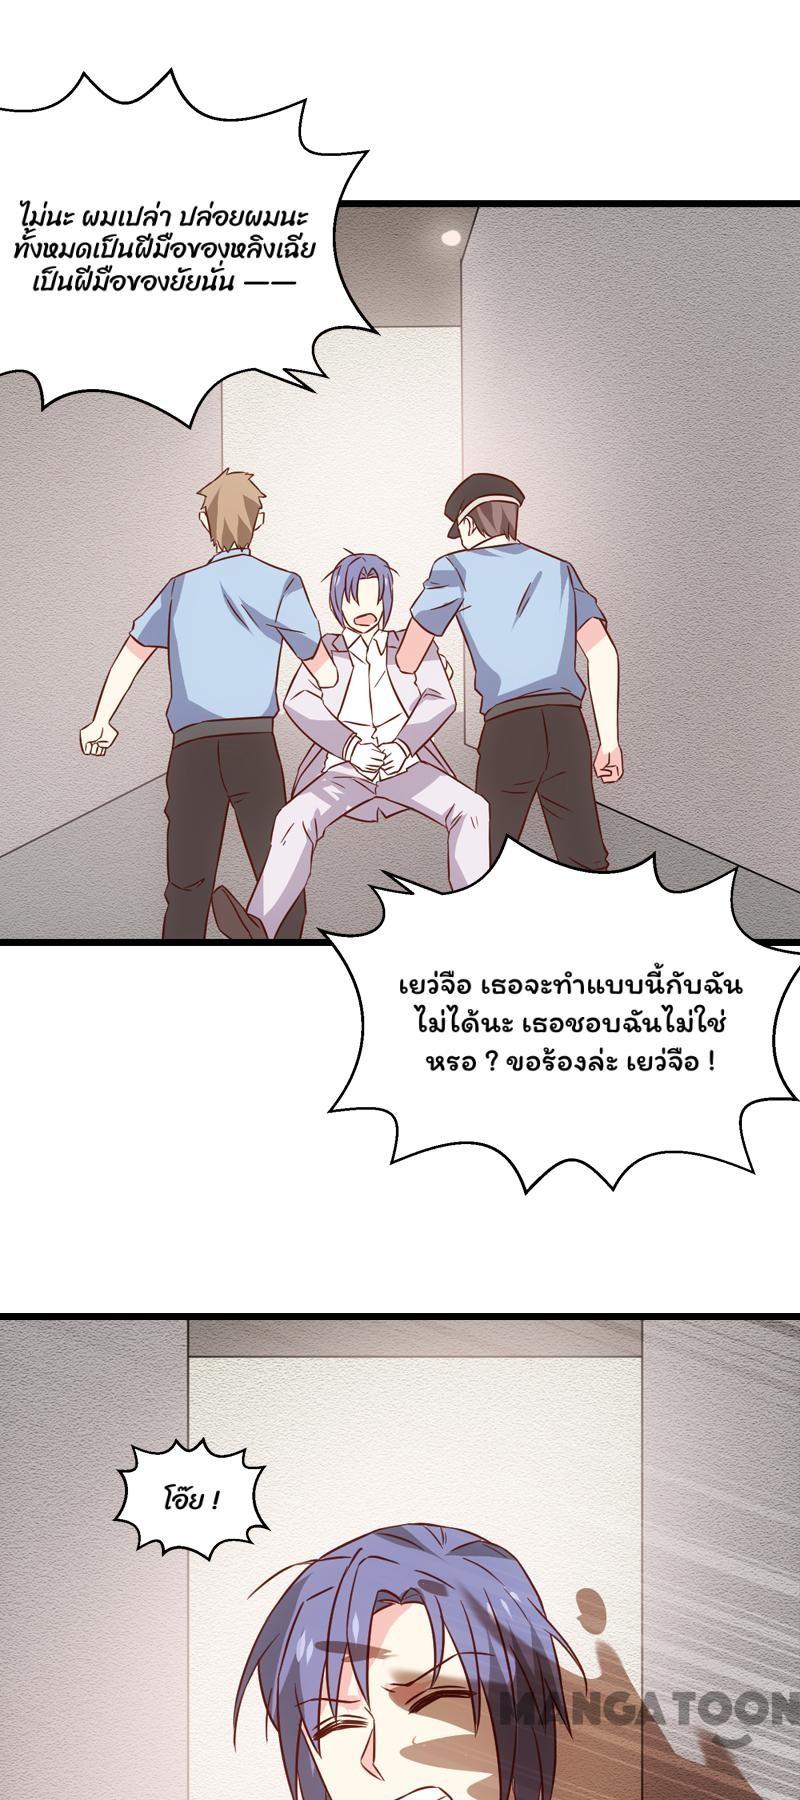 ไม่นะ ผมเปล่า ปล่อยผมนะ
ทั้งหมดเป็นฝีมือของหลิงเฉีย
เป็นฝีมือของยัยนั่น ——
เยว่จือ เธอจะทำแบบนี้กับฉัน
ไม่ได้นะ เธอชอบฉันไม่ใช่
หรอ ? ขอร้องล่ะ เยว่จือ !
โอ๊ย !
MANGATOON